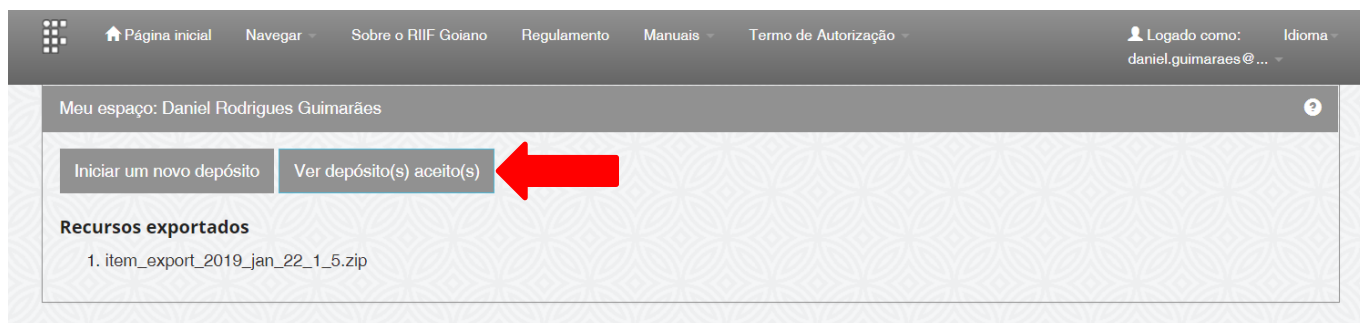 Página inicial Navegar Sobre o RIIF Goiano Regulamento Manuais Termo de Autorização Logado como: Idioma
daniel.guimaraes@...
Meu espaço: Daniel Rodrigues Guimarães ?
Iniciar um novo depósito Ver depósito(s) aceito(s)
Recursos exportados
1. item_export_2019_jan_22_1_5.zip